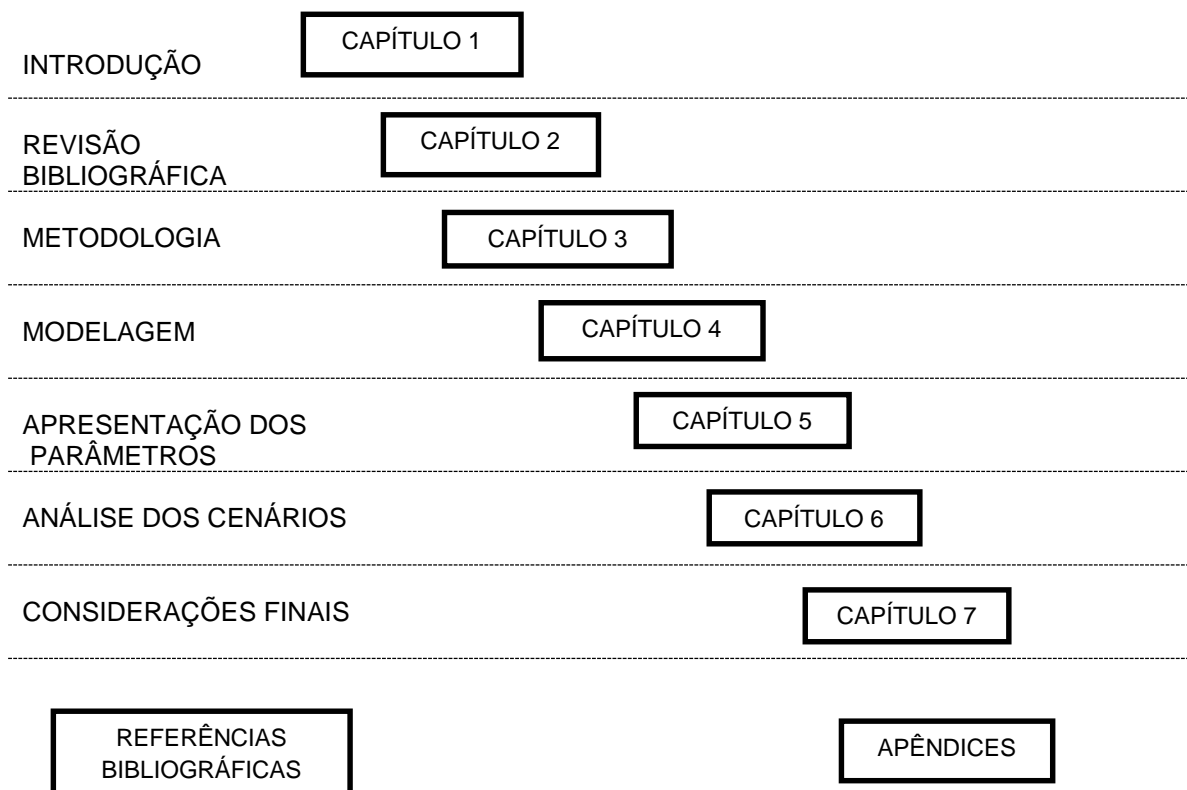 CAPÍTULO 1
INTRODUÇÃO
REVISÃO
BIBLIOGRÁFICA
CAPÍTULO 2
METODOLOGIA
CAPÍTULO 3
MODELAGEM
CAPÍTULO 4
APRESENTAÇÃO DOS
PARÂMETROS
CAPÍTULO 5
ANÁLISE DOS CENÁRIOS
CAPÍTULO 6
CONSIDERAÇÕES FINAIS
CAPÍTULO 7
REFERÊNCIAS
BIBLIOGRÁFICAS
APÊNDICES